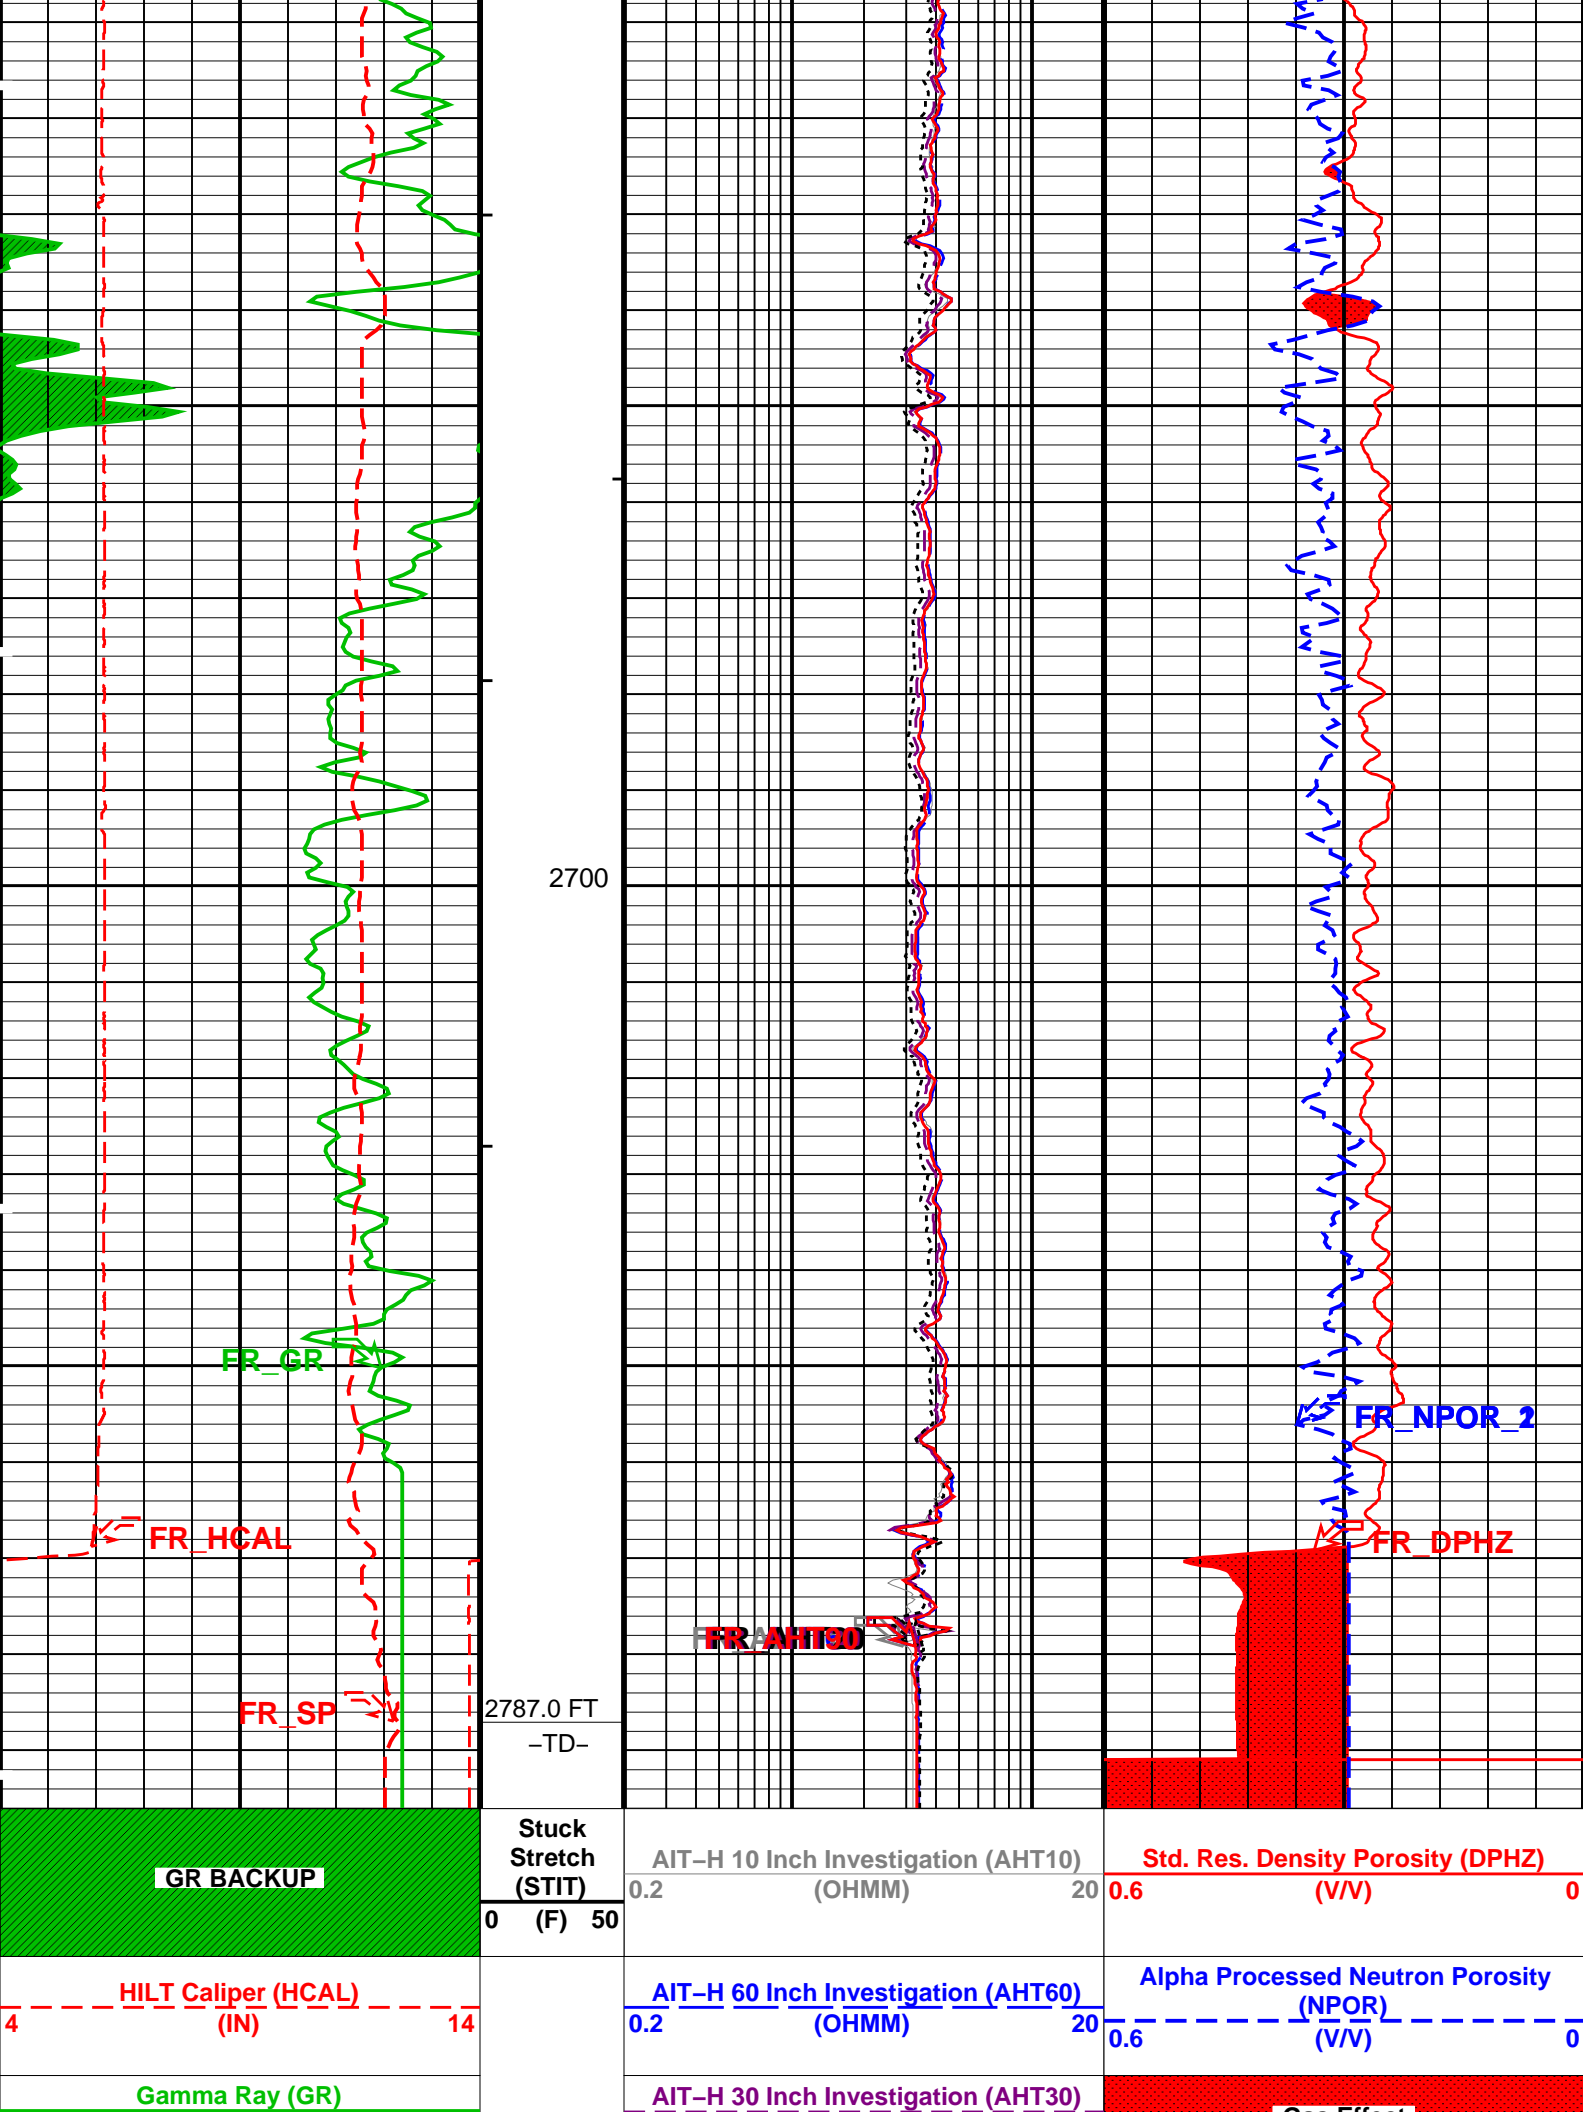 2700
FR_GR
FR_NPOR_2
FR_HCAL
FR_DPHZ
FR_AHT90
FR_SP
2787.0 FT
–TD–
GR BACKUP
Stuck
Stretch
(STIT)
0 (F) 50
AIT–H 10 Inch Investigation (AHT10)
0.2 (OHMM) 20
Std. Res. Density Porosity (DPHZ)
0.6 (V/V) 0
HILT Caliper (HCAL)
4 (IN) 14
AIT–H 60 Inch Investigation (AHT60)
0.2 (OHMM) 20
Alpha Processed Neutron Porosity
(NPOR)
0.6 (V/V) 0
Gamma Ray (GR)
AIT–H 30 Inch Investigation (AHT30)